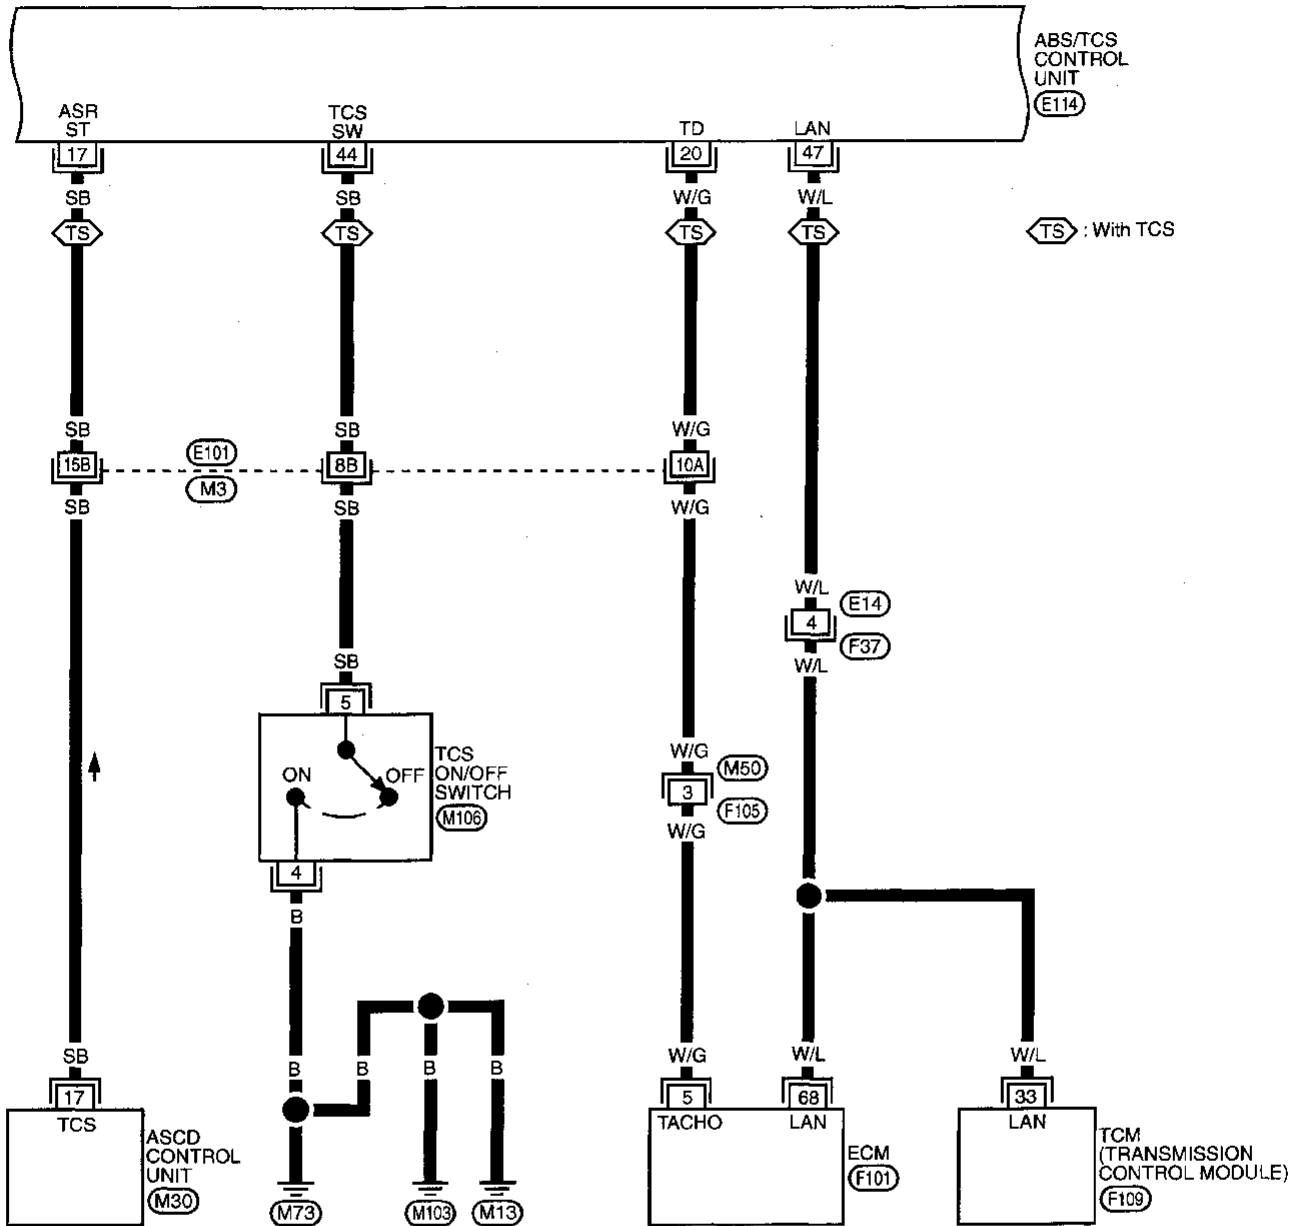 ABS/TCS
CONTROL
UNIT
E114
ASR
ST
TCS
SW
TD
LAN
17
44
20
47
SB
SB
W/G
W/L
TS
TS
TS
TS
TS : With TCS
SB
SB
W/G
15B
E101
M3
8B
10A
SB
SB
W/G
W/L
E14
4
F37
W/L
SB
5
ON
OFF
TCS
ON/OFF
SWITCH
M106
W/G
M50
3
F105
W/G
4
B
SB
B
B
B
B
W/G
W/L
W/L
17
5
68
33
TCS
TACHO
LAN
LAN
ASCD
CONTROL
UNIT
M30
ECM
F101
TCM
(TRANSMISSION
CONTROL MODULE)
F109
M73
M103
M13